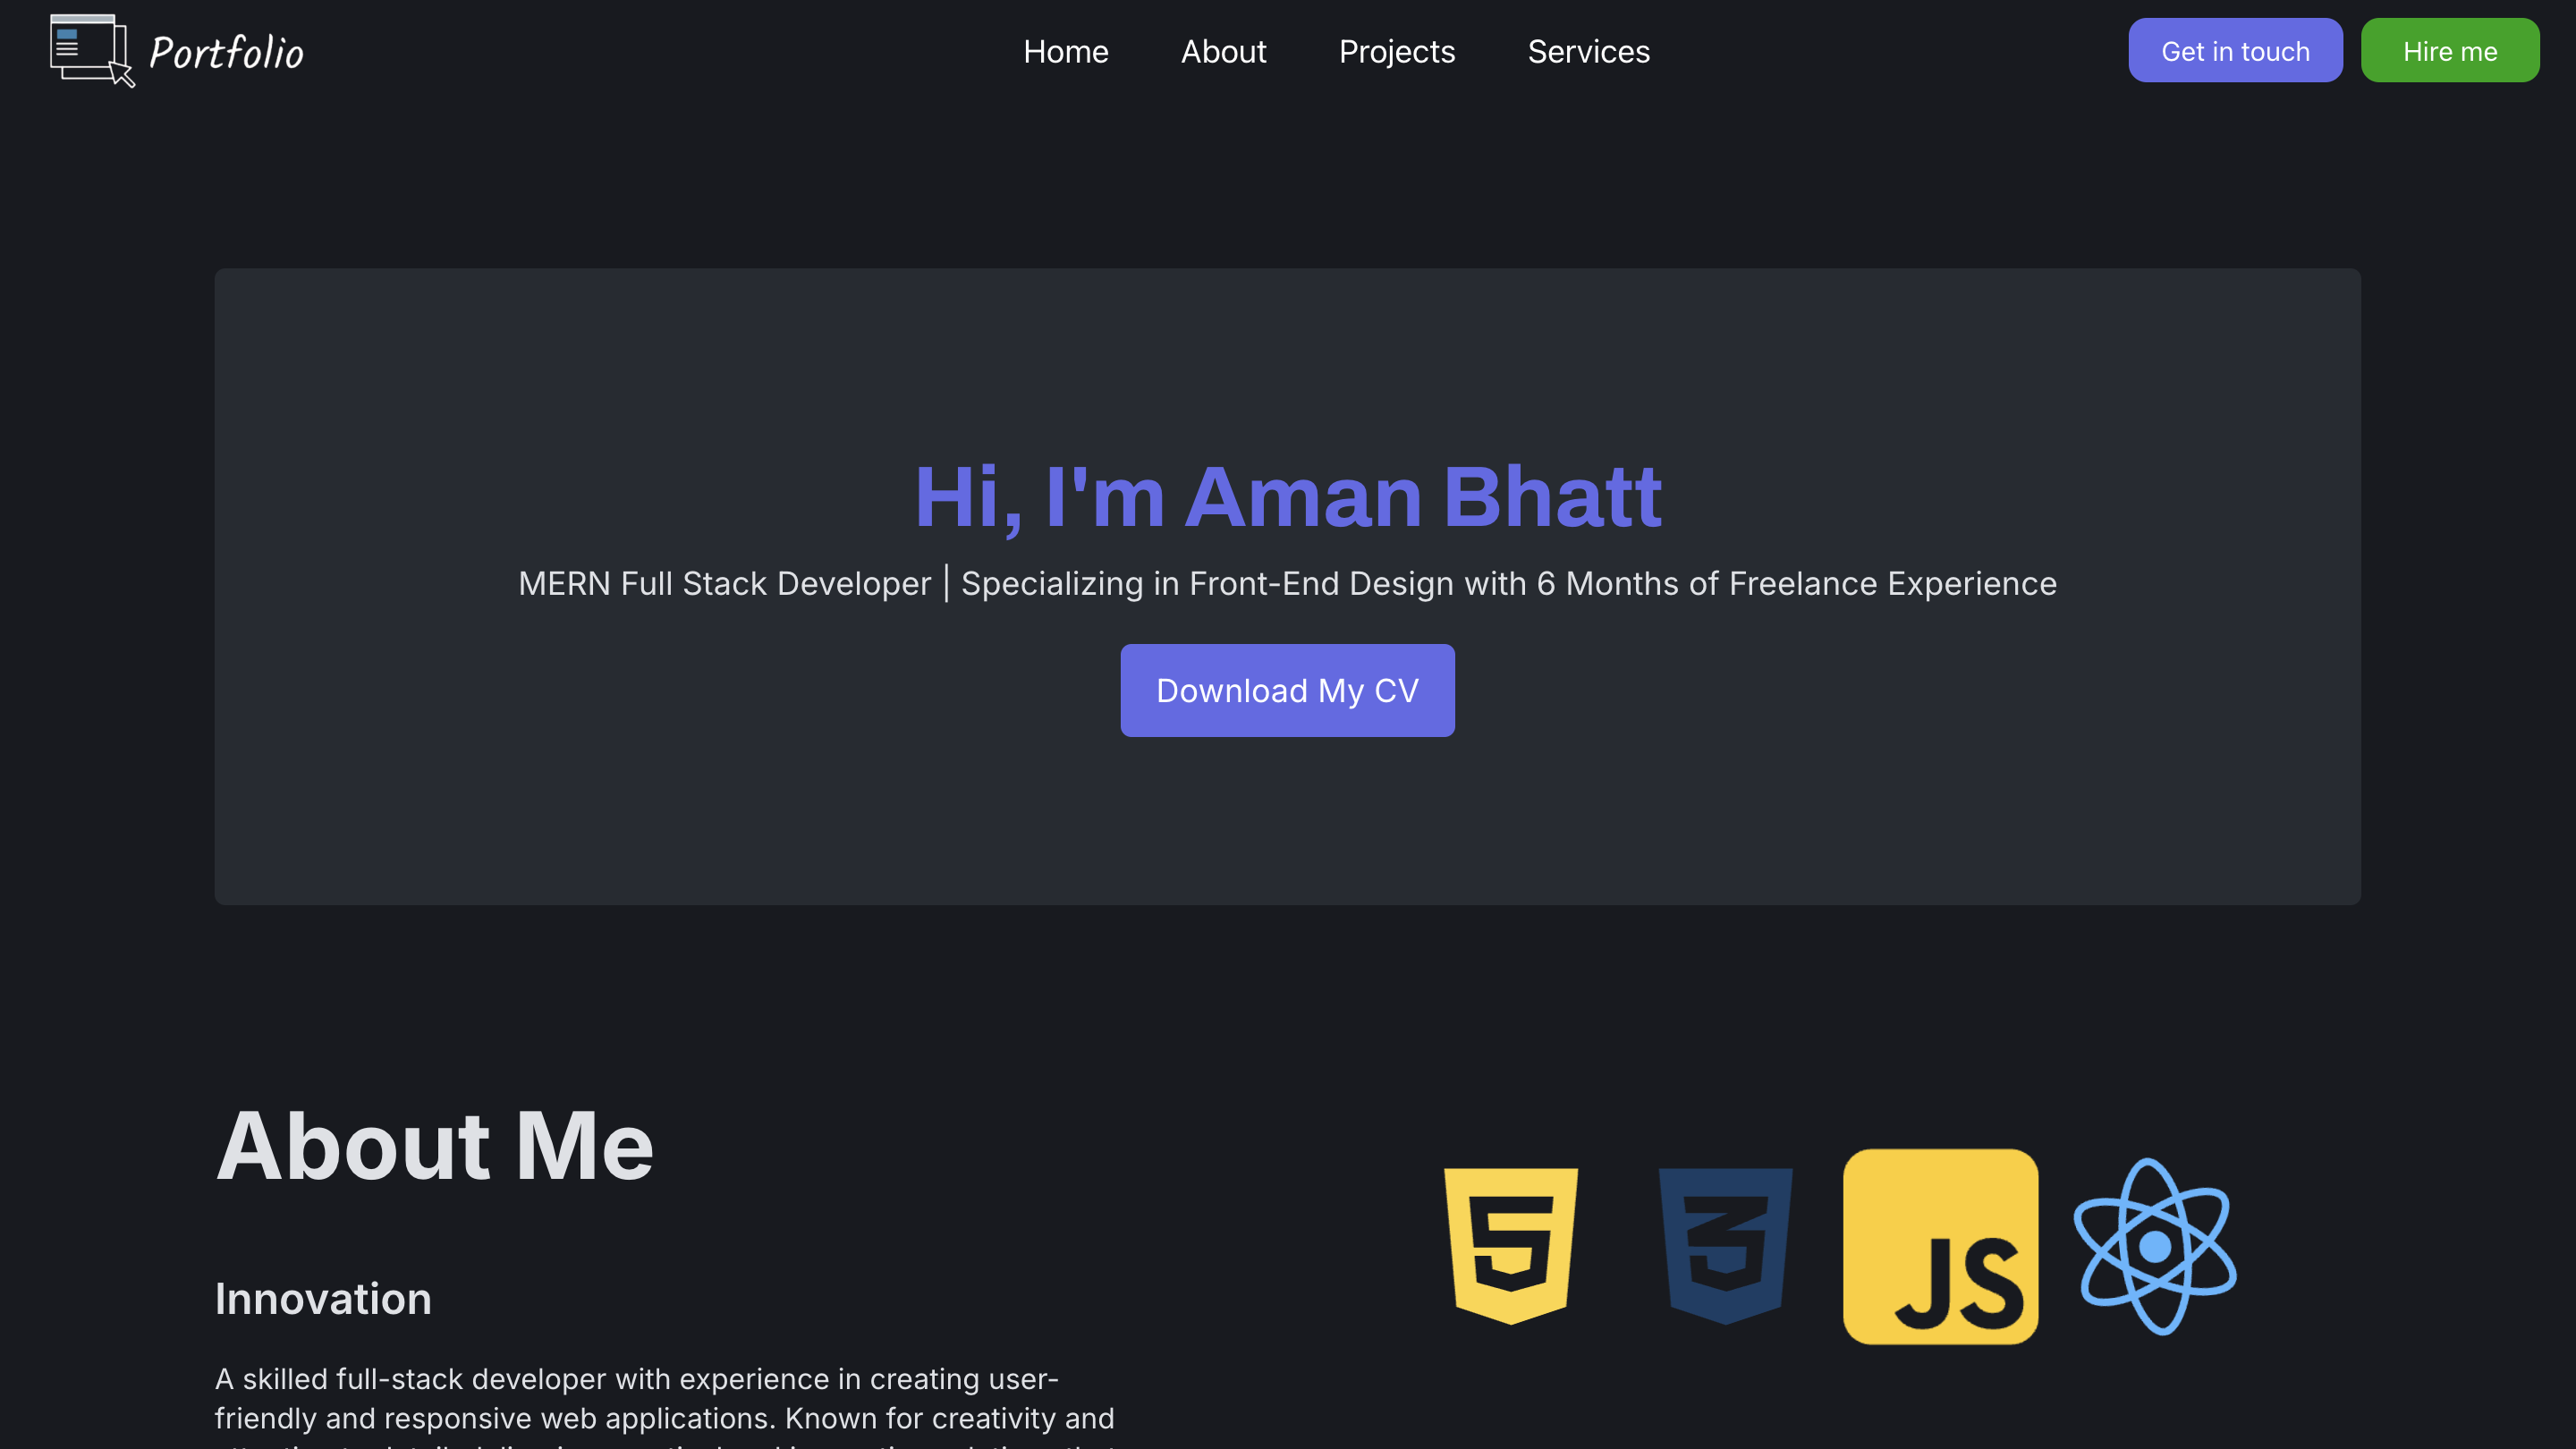 Portfolio
Home
About
Projects
Services
Get in touch
Hire me
Hi, I'm Aman Bhatt
MERN Full Stack Developer | Specializing in Front-End Design with 6 Months of Freelance Experience
Download My CV
About Me
5
3
JS
Innovation
A skilled full-stack developer with experience in creating user-
friendly and responsive web applications. Known for creativity and